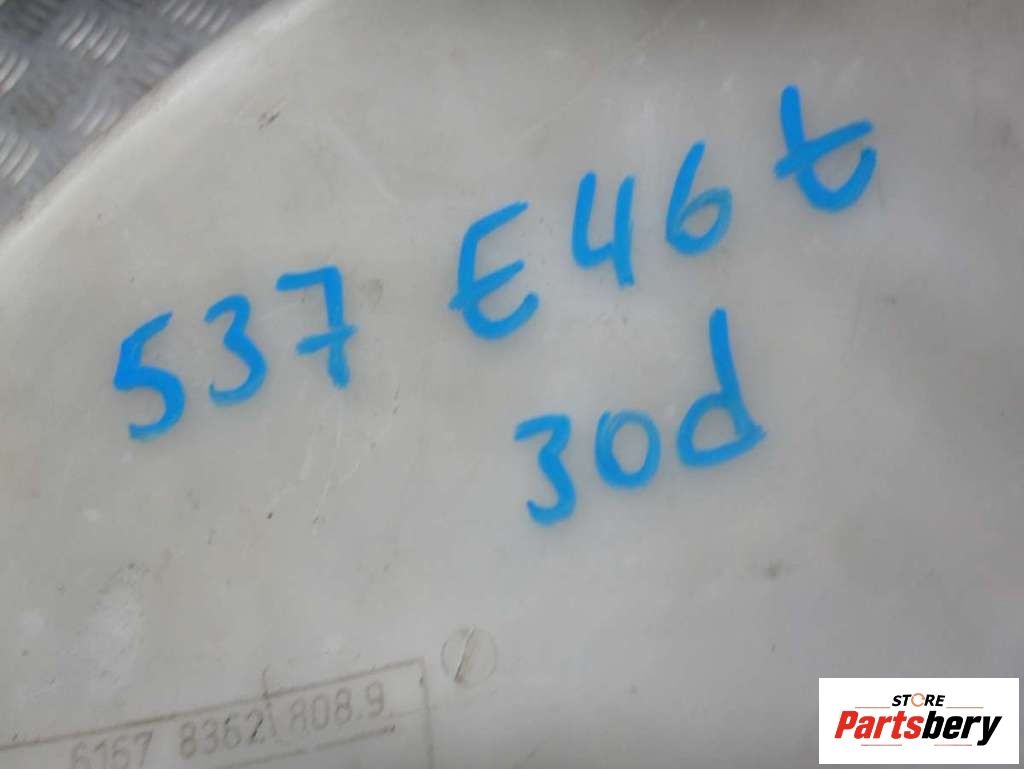 537 E46 t
30d
6167 8362 808.9
STORE
Partsbery